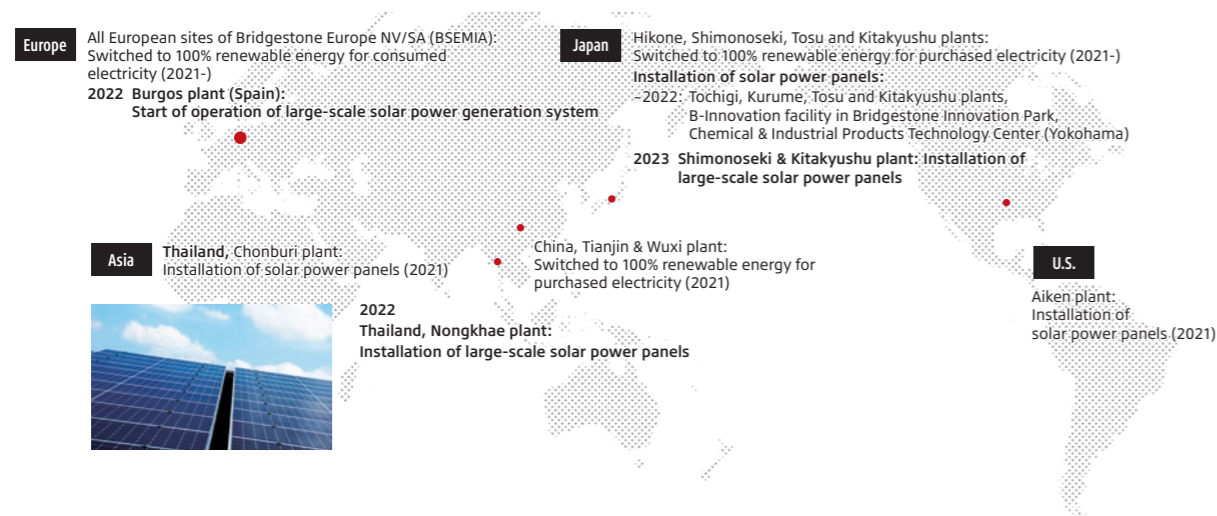 Europe
All European sites of Bridgestone Europe NV/SA (BSEMIA):
Switched to 100% renewable energy for consumed
electricity (2021-)
2022 Burgos plant (Spain):
Start of operation of large-scale solar power generation system
Japan
Hikone, Shimonoseki, Tosu and Kitakyushu plants:
Switched to 100% renewable energy for purchased electricity (2021-)
Installation of solar power panels:
~2022: Tochigi, Kurume, Tosu and Kitakyushu plants,
B-Innovation facility in Bridgestone Innovation Park,
Chemical & Industrial Products Technology Center (Yokohama)
2023 Shimonoseki & Kitakyushu plant: Installation of
large-scale solar power panels
Asia
Thailand, Chonburi plant:
Installation of solar power panels (2021)
China, Tianjin & Wuxi plant:
Switched to 100% renewable energy for
purchased electricity (2021)
2022
Thailand, Nongkhae plant:
Installation of large-scale solar power panels
U.S.
Aiken plant:
Installation of
solar power panels (2021)